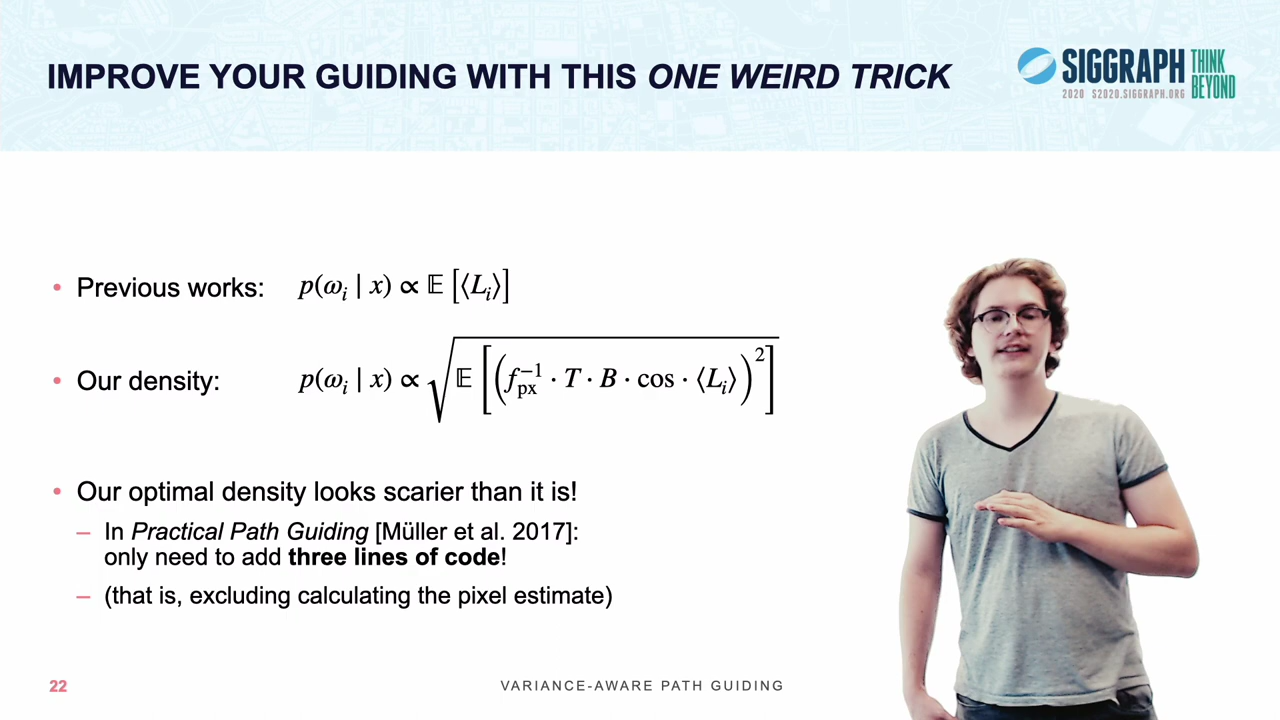 IMPROVE YOUR GUIDING WITH THIS ONE WEIRD TRICK
SIGGRAPH
THINK
BEYOND
2020 S2020.SIGGRAPH.ORG
• Previous works: p(ωᵢ | x) ∝ 𝔼 [⟨Lᵢ⟩]
• Our density: p(ωᵢ | x) ∝ √𝔼 [(f_px⁻¹ · T · B · cos · ⟨Lᵢ⟩)²]
• Our optimal density looks scarier than it is!
– In Practical Path Guiding [Müller et al. 2017]:
only need to add three lines of code!
– (that is, excluding calculating the pixel estimate)
22
VARIANCE-AWARE PATH GUIDING